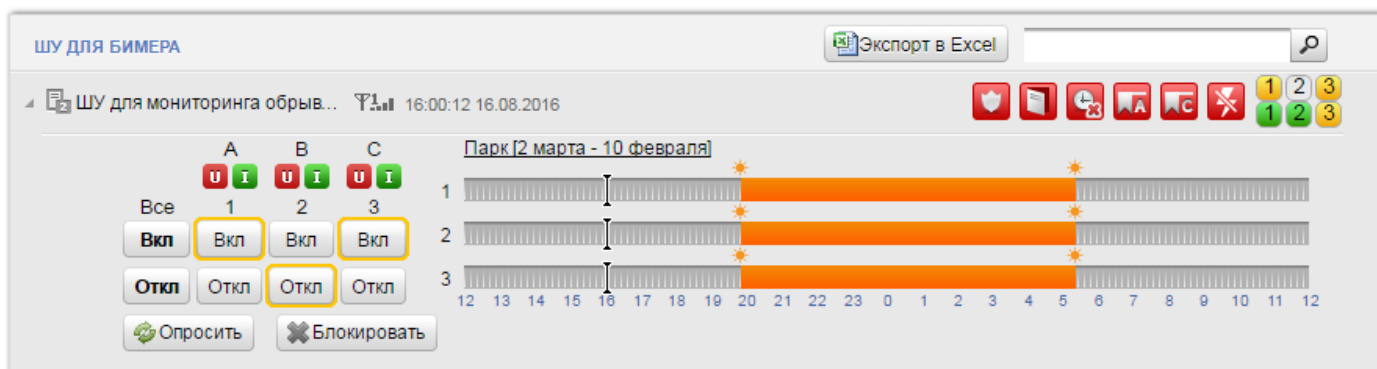 ШУ ДЛЯ БИМЕРА
Экспорт в Excel
ШУ для мониторинга обрыв... 1 16:00:12 16.08.2016
A C 1 2 3
1 2 3
A B C
Парк [2 марта - 10 февраля]
U I U I U I
Все 1 2 3
1
Вкл Вкл Вкл Вкл
2
Откл Откл Откл Откл
3
12 13 14 15 16 17 18 19 20 21 22 23 0 1 2 3 4 5 6 7 8 9 10 11 12
Опросить Блокировать